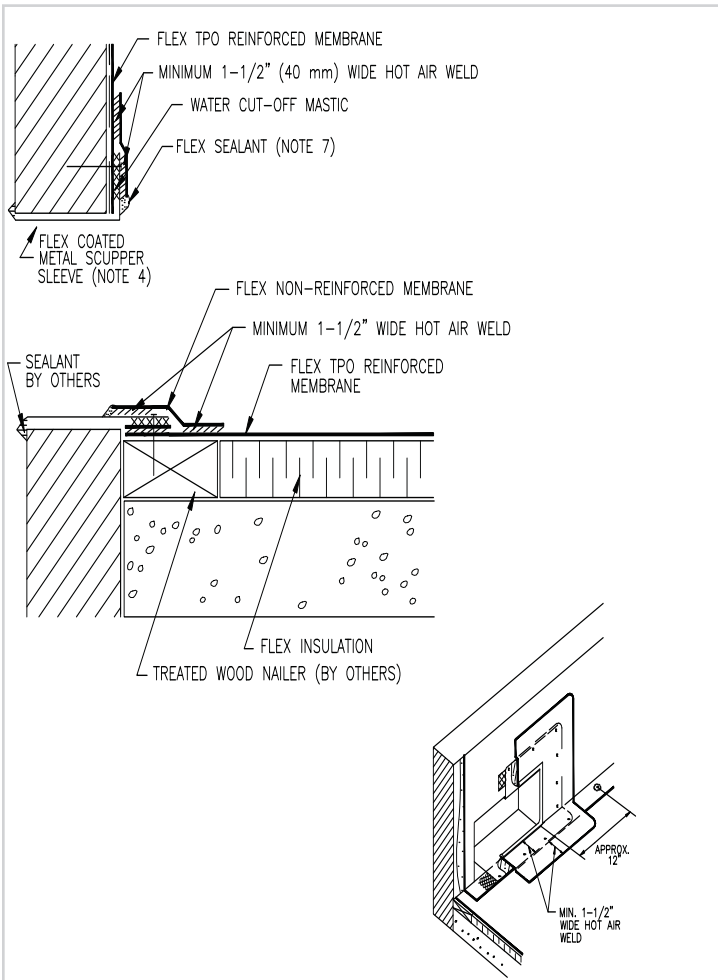 FLEX TPO REINFORCED MEMBRANE
MINIMUM 1-1/2" (40 mm) WIDE HOT AIR WELD
WATER CUT-OFF MASTIC
FLEX SEALANT (NOTE 7)
FLEX COATED
METAL SCUPPER
SLEEVE (NOTE 4)
FLEX NON-REINFORCED MEMBRANE
MINIMUM 1-1/2" WIDE HOT AIR WELD
SEALANT
BY OTHERS
FLEX TPO REINFORCED
MEMBRANE
FLEX INSULATION
TREATED WOOD NAILER (BY OTHERS)
APPROX.
12"
MIN. 1-1/2"
WIDE HOT AIR
WELD